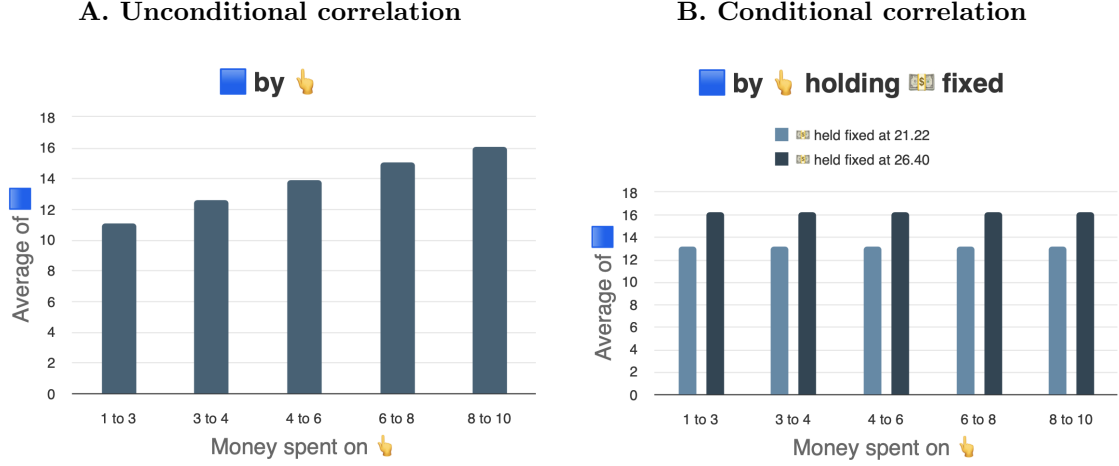 A. Unconditional correlation
🟦 by 👆
Average of 🟦
18
16
14
12
10
8
6
4
2
0
1 to 3
3 to 4
4 to 6
6 to 8
8 to 10
Money spent on 👆
B. Conditional correlation
🟦 by 👆 holding 💵 fixed
💵 held fixed at 21.22
💵 held fixed at 26.40
Average of 🟦
18
16
14
12
10
8
6
4
2
0
1 to 3
3 to 4
4 to 6
6 to 8
8 to 10
Money spent on 👆